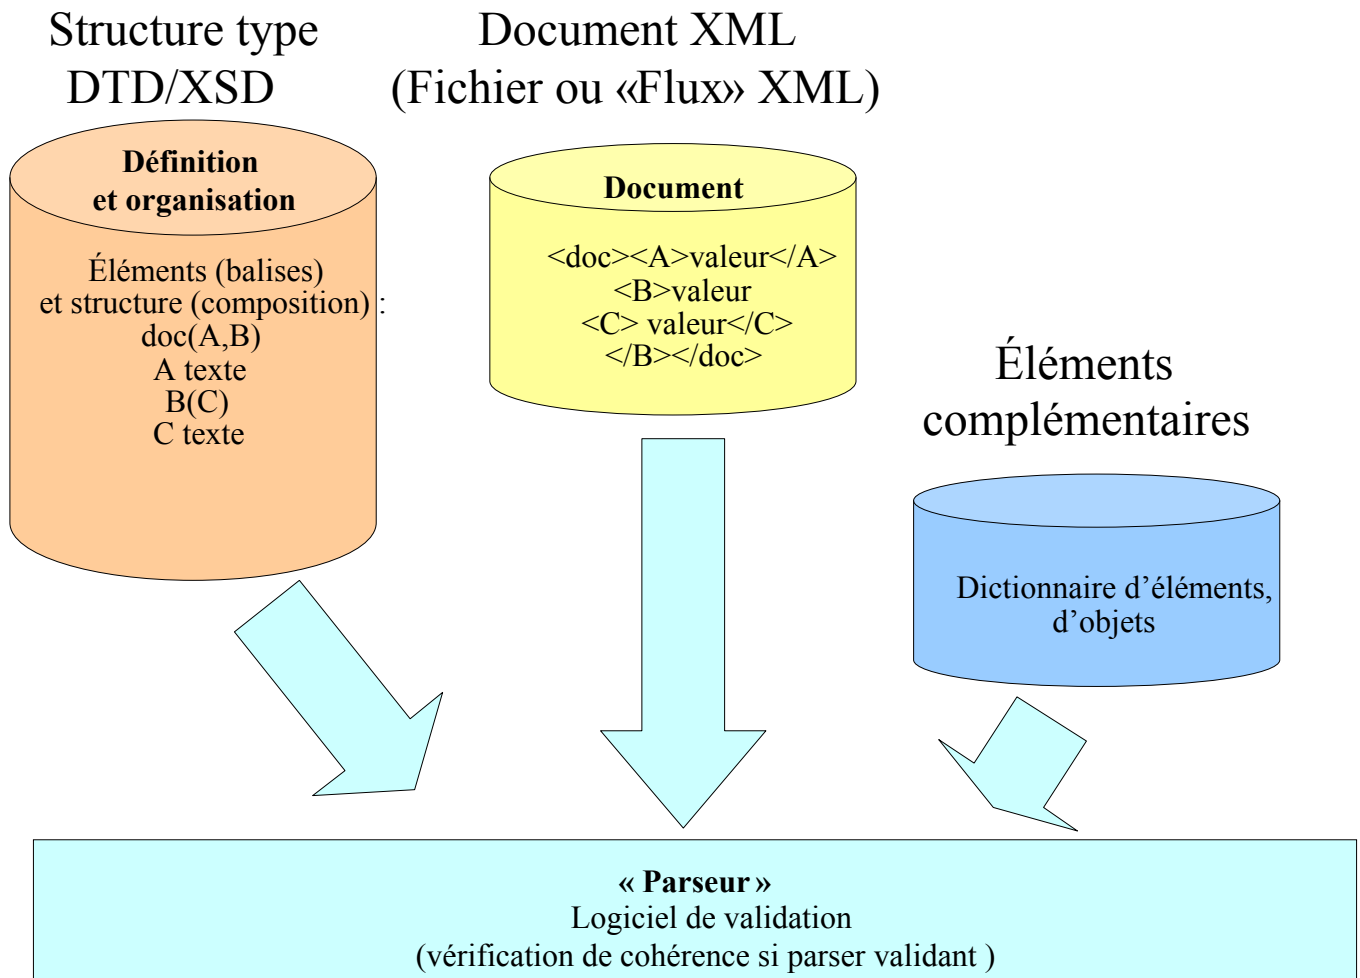 Structure type
DTD/XSD
Document XML
(Fichier ou «Flux» XML)
Définition
et organisation
Éléments (balises)
et structure (composition) :
doc(A,B)
A texte
B(C)
C texte
Document
<doc><A>valeur</A>
<B>valeur
<C> valeur</C>
</B></doc>
Éléments
complémentaires
Dictionnaire d’éléments,
d’objets
« Parseur »
Logiciel de validation
(vérification de cohérence si parser validant )